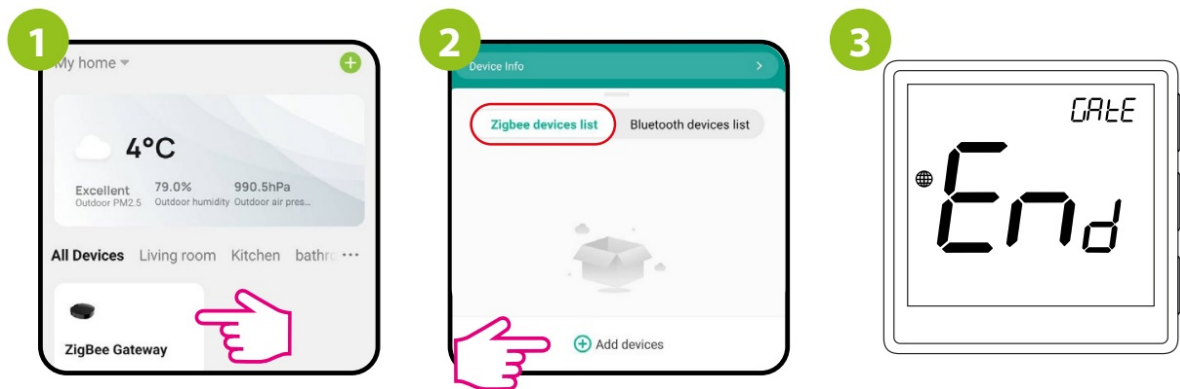 1
My home
4°C
Excellent 79.0% 990.5hPa
Outdoor PM2.5 Outdoor humidity Outdoor air pres...
All Devices Living room Kitchen bathr ...
ZigBee Gateway
2
Device Info
Zigbee devices list Bluetooth devices list
Add devices
3
GAtE
End